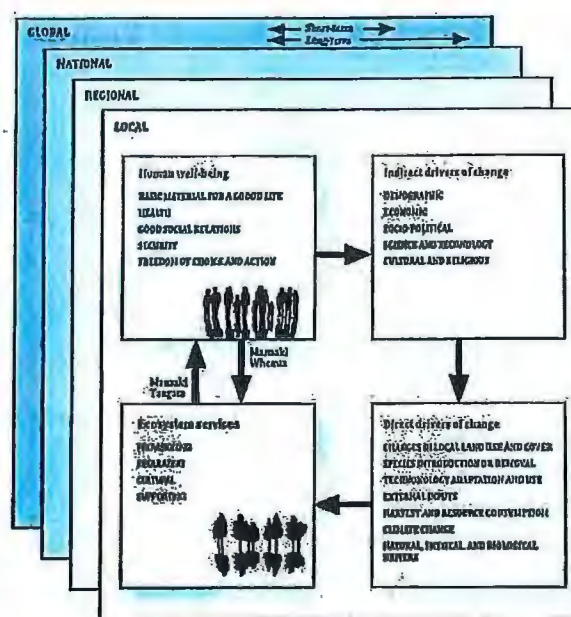 GLOBAL
Short-term
Long-term
NATIONAL
REGIONAL
LOCAL
Human well-being
BASIC MATERIAL FOR A GOOD LIFE
HEALTH
GOOD SOCIAL RELATIONS
SECURITY
FREEDOM OF CHOICE AND ACTION
Indirect drivers of change
DEMOGRAPHIC
ECONOMIC
SOCIO POLITICAL
SCIENCE AND TECHNOLOGY
CULTURAL AND RELIGIOUS
Manaaki
Tangata
Manaaki
Whenua
Ecosystem services
PROVISIONING
REGULATING
CULTURAL
SUPPORTING
Direct drivers of change
CHANGES IN LOCAL LAND USE AND COVER
SPECIES INTRODUCTION OR REMOVAL
TECHNOLOGY ADAPTATION AND USE
EXTERNAL INPUTS
HARVEST AND RESOURCE CONSUMPTION
CLIMATE CHANGE
NATURAL, PHYSICAL, AND BIOLOGICAL
DRIVERS